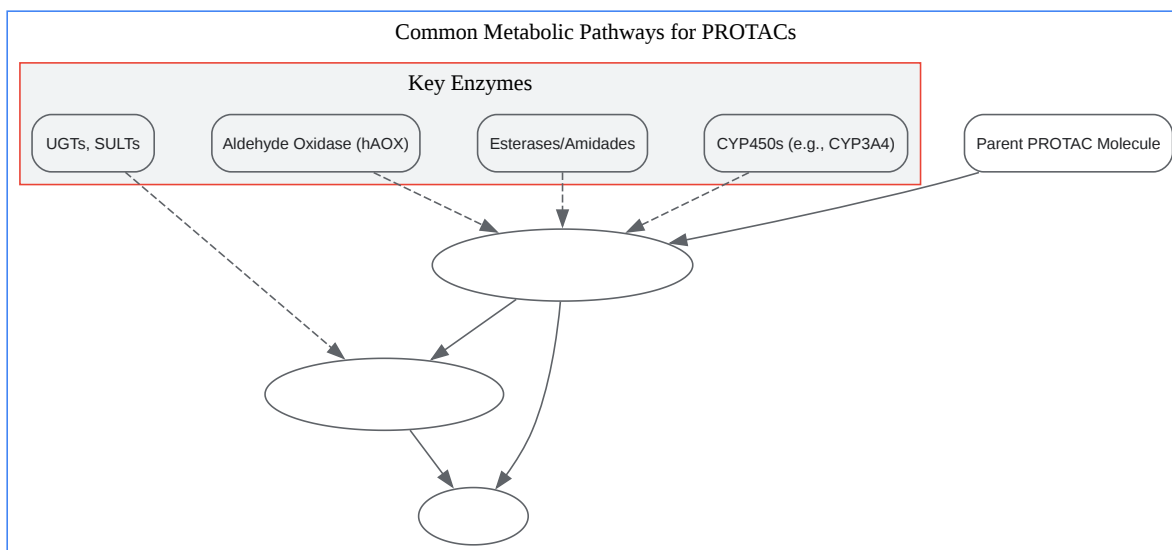 Common Metabolic Pathways for PROTACs
Key Enzymes
UGTs, SULTs
Aldehyde Oxidase (hAOX)
Esterases/Amidades
CYP450s (e.g., CYP3A4)
Parent PROTAC Molecule